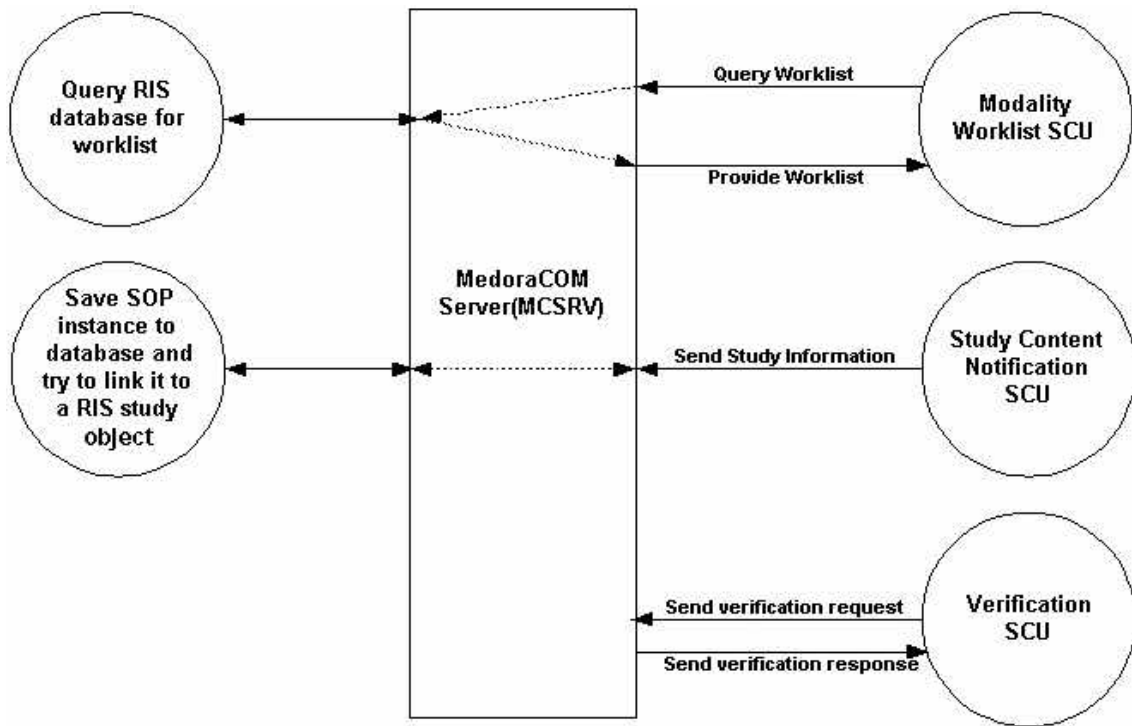 Query RIS
database for
worklist
Query Worklist
Modality
Worklist SCU
Provide Worklist
Save SOP
instance to
database and
try to link it to
a RIS study
object
MedoraCOM
Server(MCSRV)
Send Study Information
Study Content
Notification
SCU
Send verification request
Verification
SCU
Send verification response